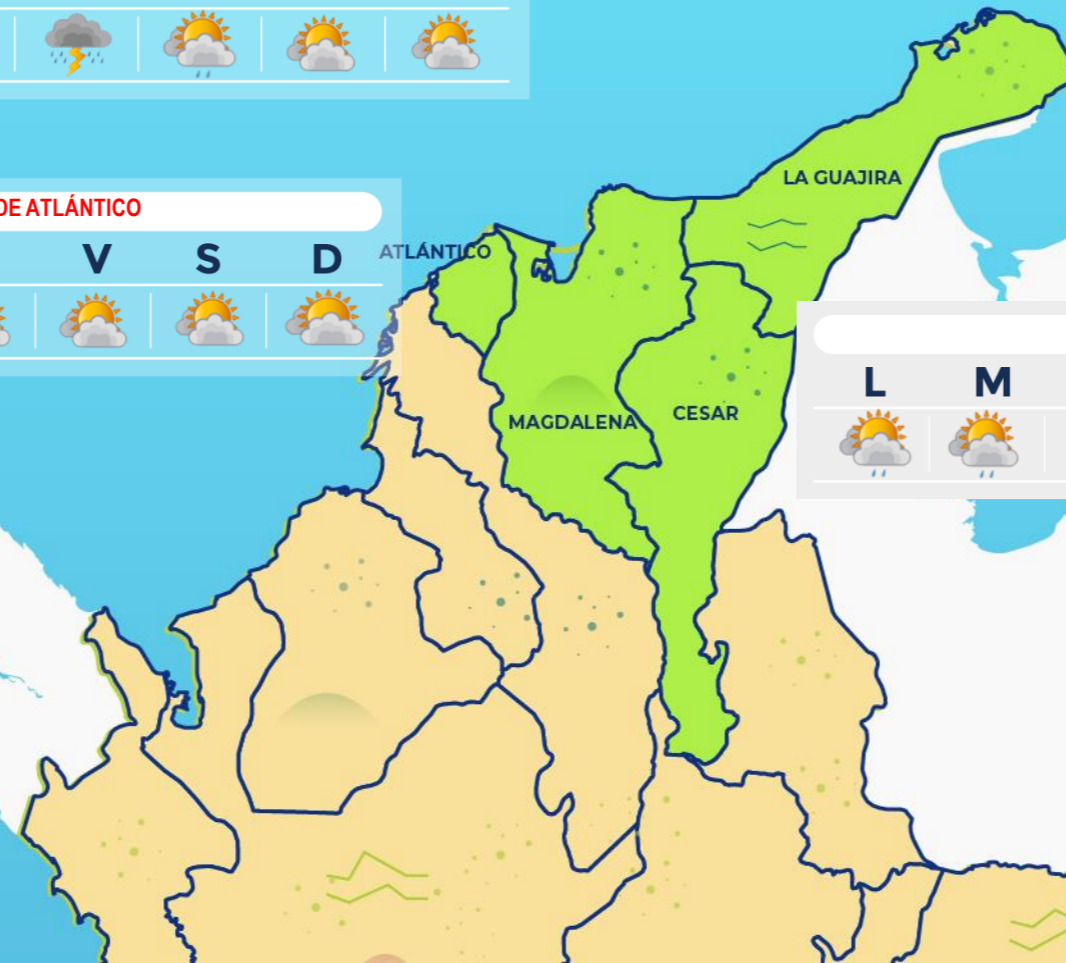 DE ATLÁNTICO
V S D
ATLÁNTICO
LA GUAJIRA
MAGDALENA
CESAR
L M